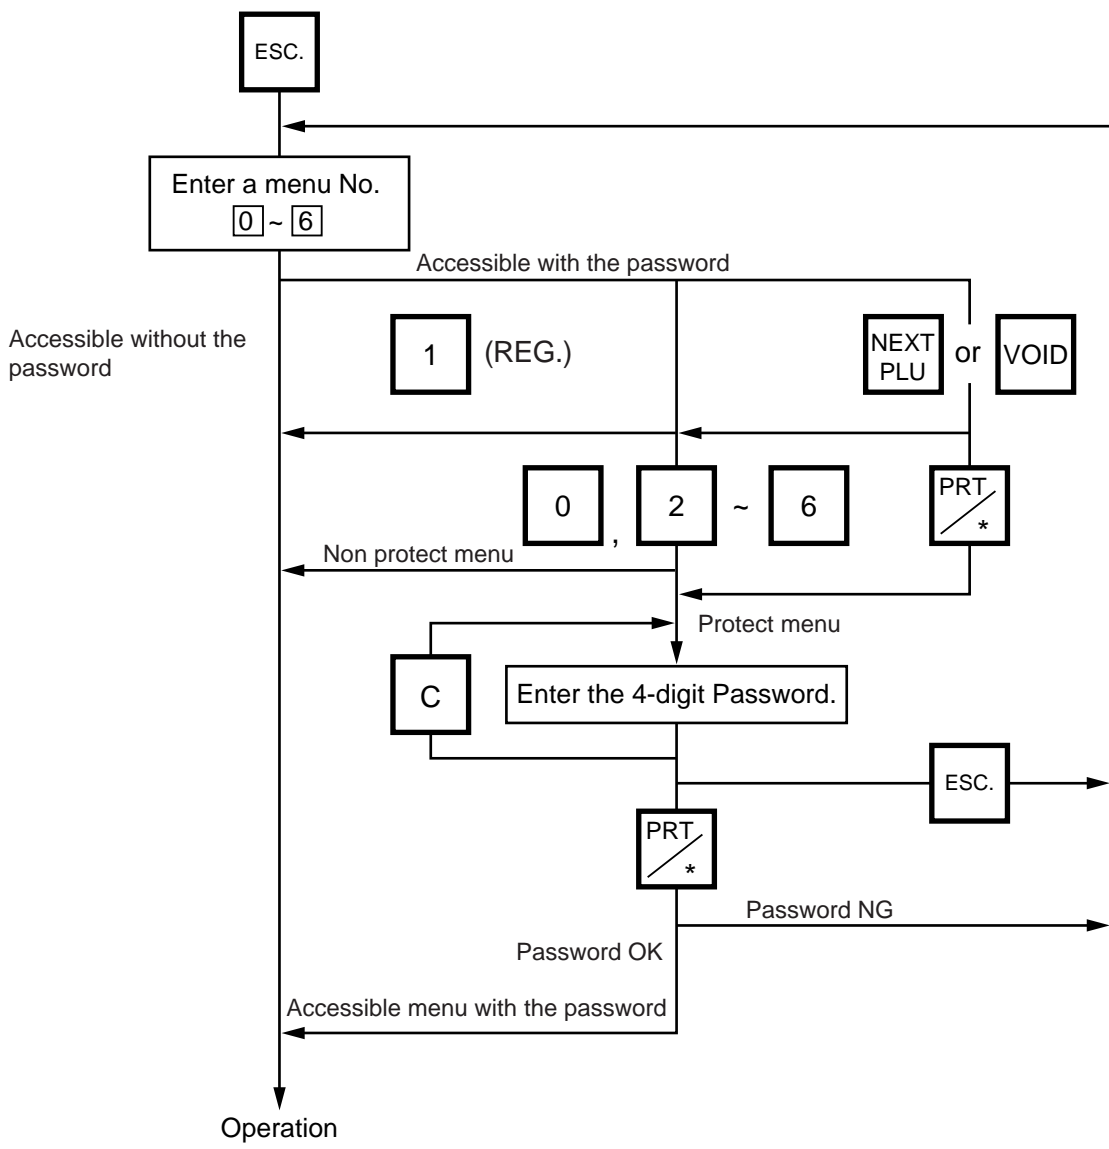 ESC.
Enter a menu No.
0 ~ 6
Accessible with the password
Accessible without the
password
1 (REG.)
NEXT
PLU
or
VOID
0 , 2 ~ 6
PRT
*
Non protect menu
Protect menu
C
Enter the 4-digit Password.
ESC.
PRT
*
Password NG
Password OK
Accessible menu with the password
Operation